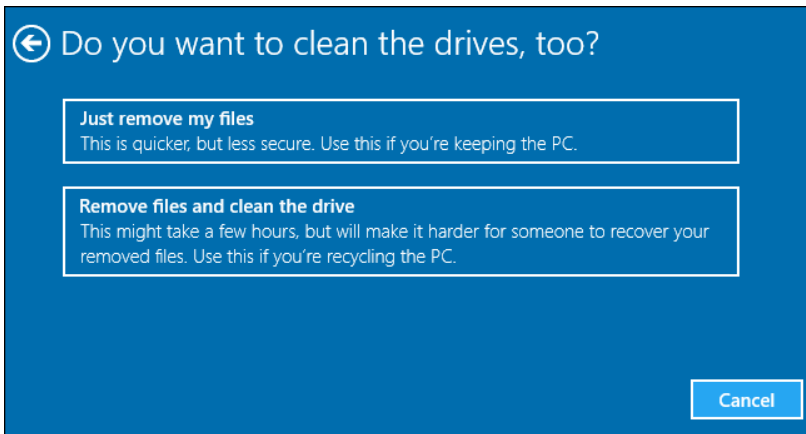 Do you want to clean the drives, too?
Just remove my files
This is quicker, but less secure. Use this if you're keeping the PC.
Remove files and clean the drive
This might take a few hours, but will make it harder for someone to recover your
removed files. Use this if you're recycling the PC.
Cancel